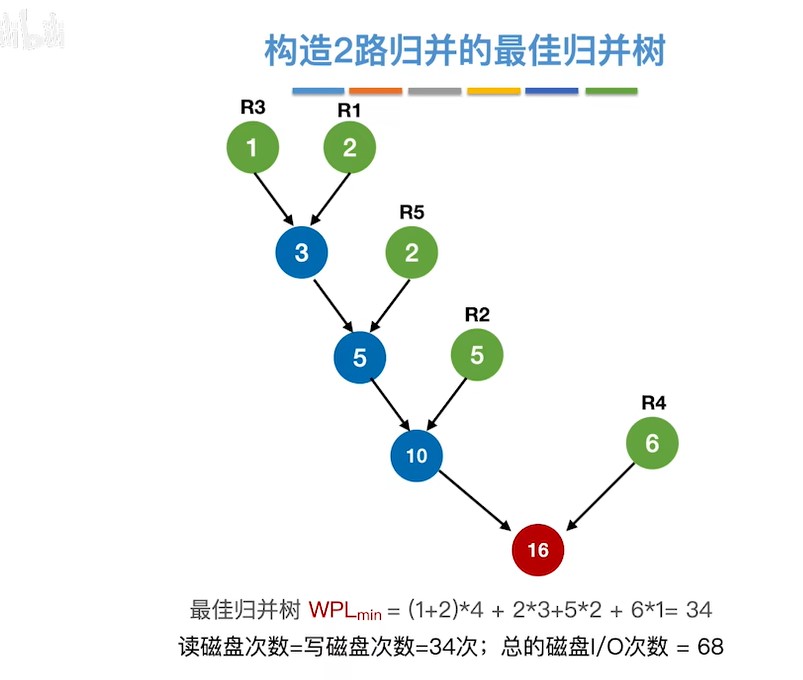 构造2路归并的最佳归并树
R3
R1
1
2
R5
3
2
R2
5
5
R4
10
6
16
最佳归并树 WPLmin = (1+2)*4 + 2*3+5*2 + 6*1= 34
读磁盘次数=写磁盘次数=34次；总的磁盘I/O次数 = 68